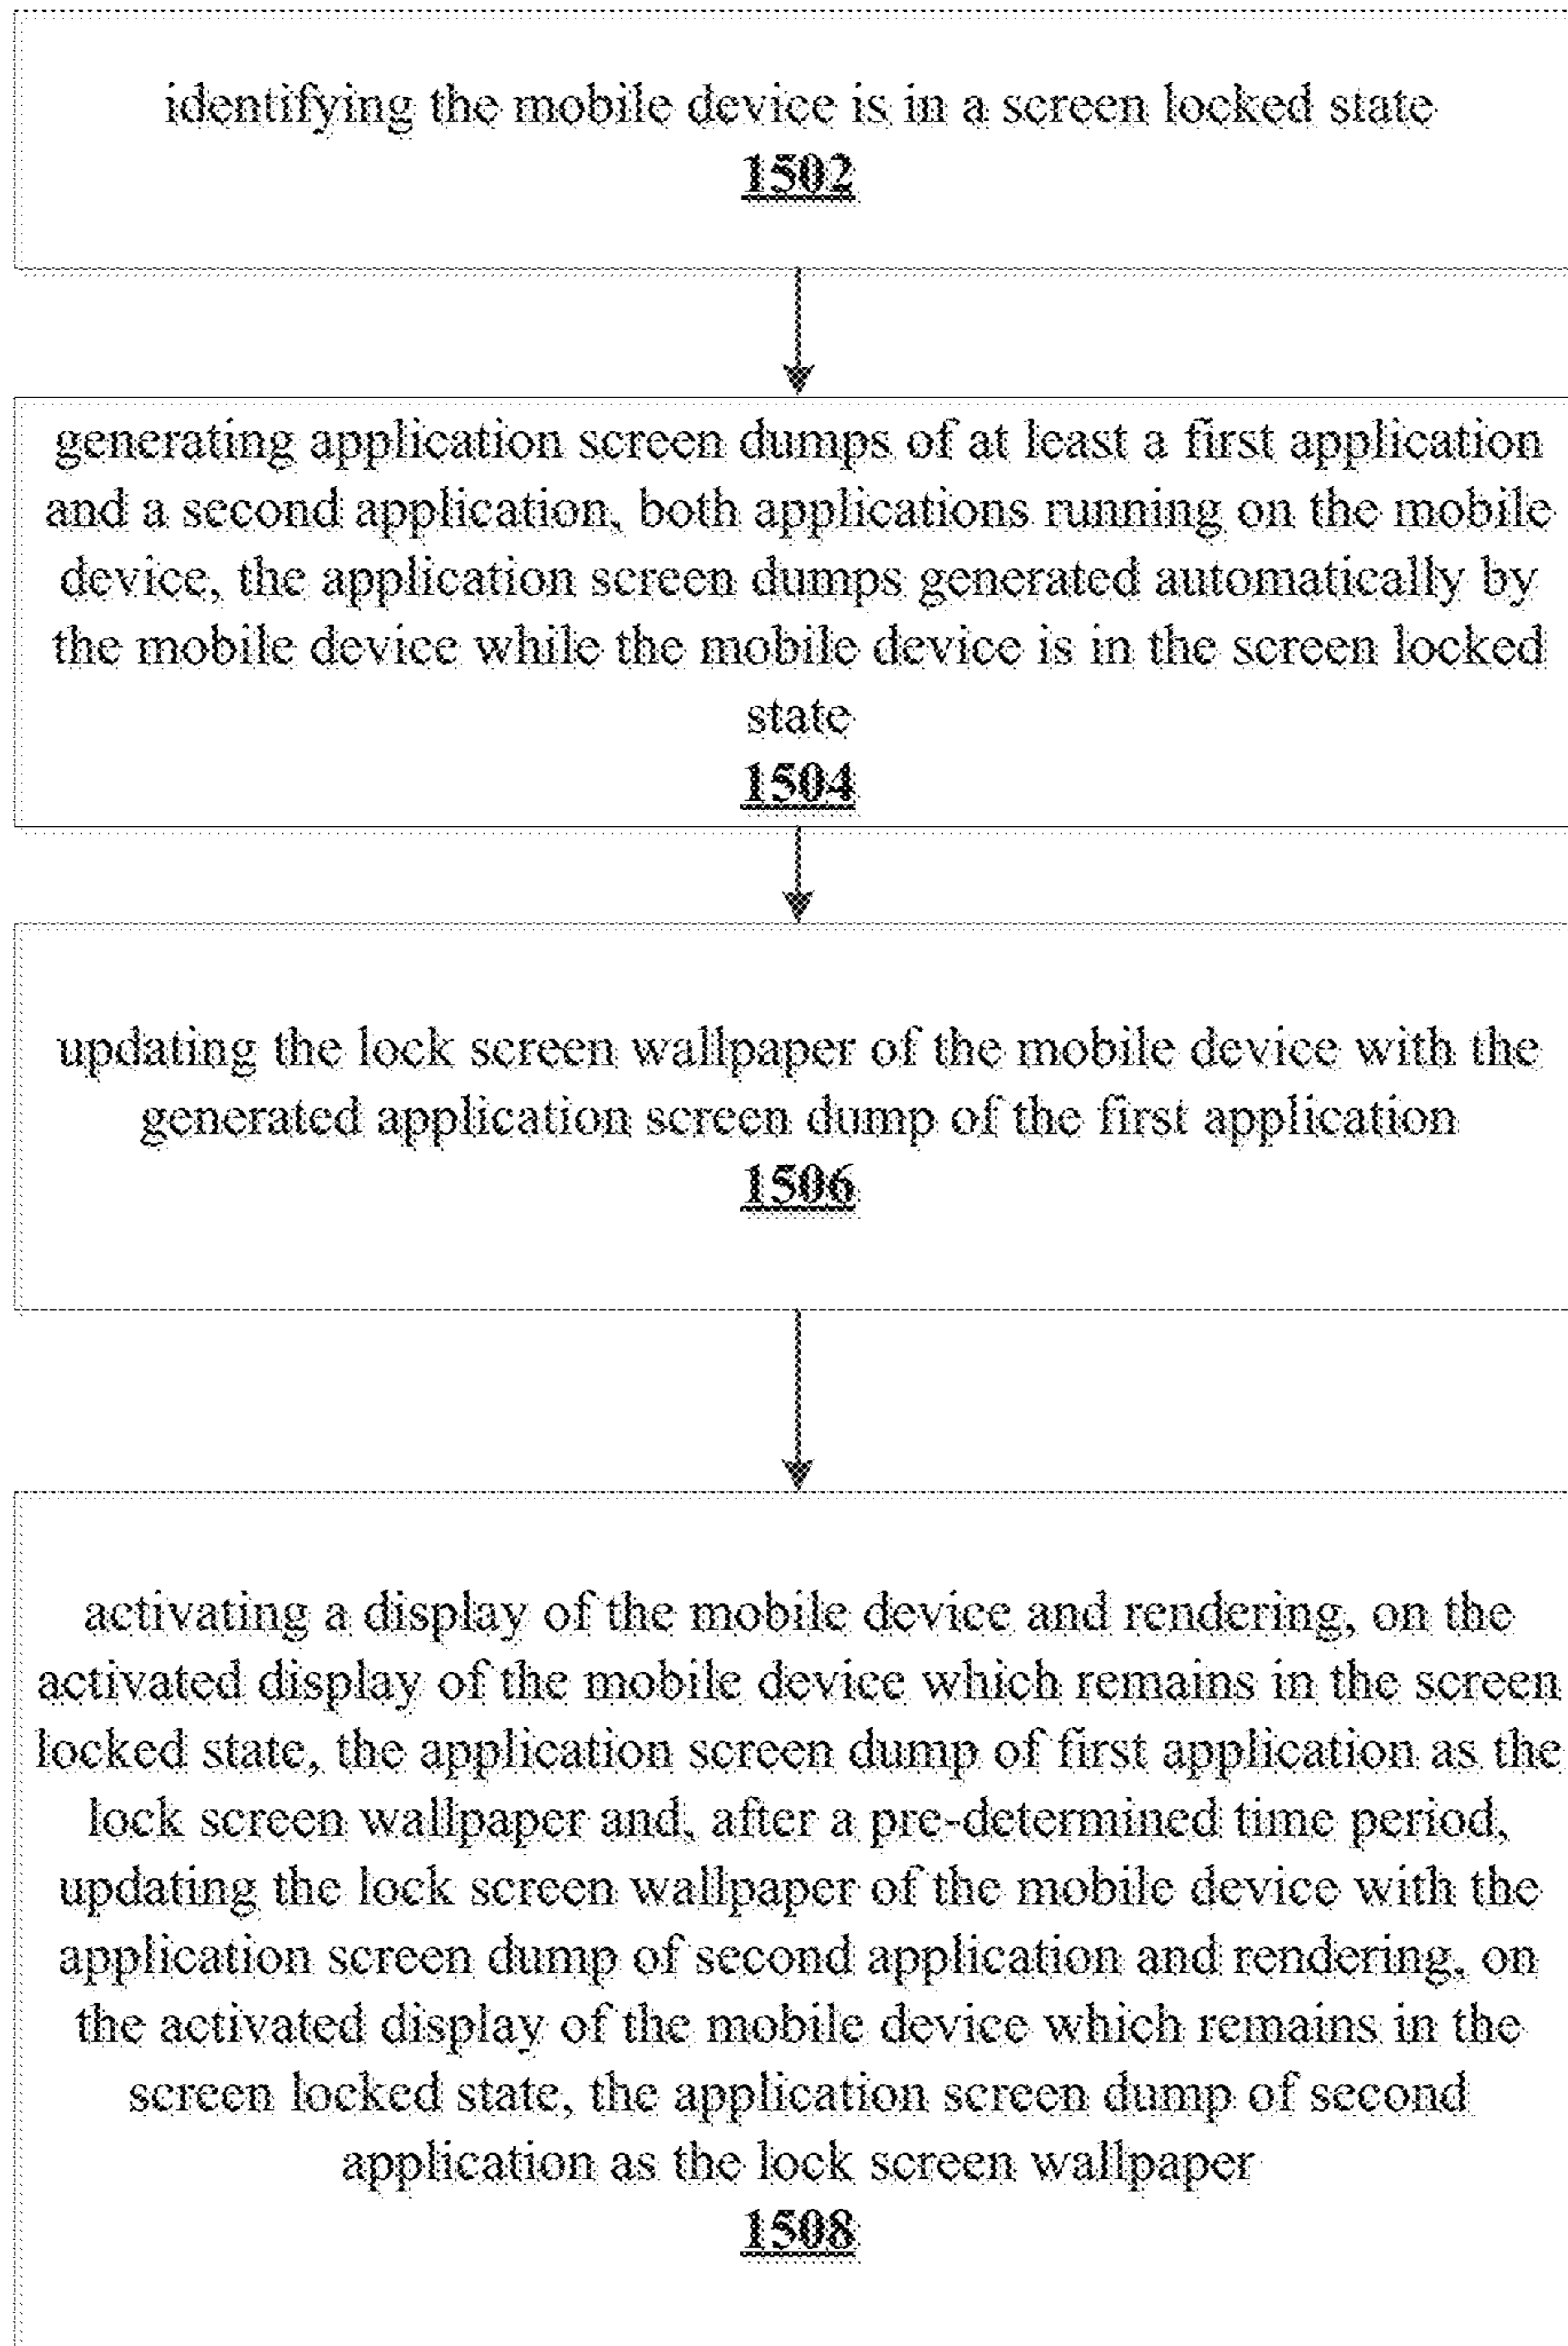 identifying the mobile device is in a screen locked state
1502
generating application screen dumps of at least a first application
and a second application, both applications running on the mobile
device, the application screen dumps generated automatically by
the mobile device while the mobile device is in the screen locked
state
1504
updating the lock screen wallpaper of the mobile device with the
generated application screen dump of the first application
1506
activating a display of the mobile device and rendering, on the
activated display of the mobile device which remains in the screen
locked state, the application screen dump of first application as the
lock screen wallpaper and, after a pre-determined time period,
updating the lock screen wallpaper of the mobile device with the
application screen dump of second application and rendering, on
the activated display of the mobile device which remains in the
screen locked state, the application screen dump of second
application as the lock screen wallpaper
1508